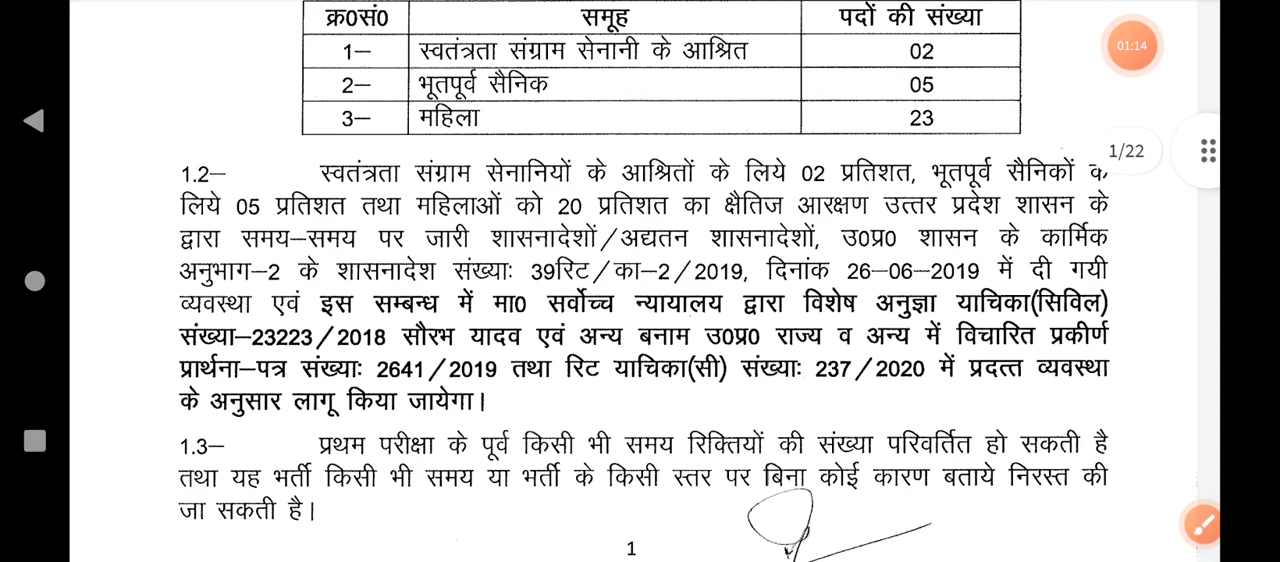 क्र0सं0 समूह पदों की संख्या
1– स्वतंत्रता संग्राम सेनानी के आश्रित 02
2– भूतपूर्व सैनिक 05
3– महिला 23
01:14
1/22
1.2– स्वतंत्रता संग्राम सेनानियों के आश्रितों के लिये 02 प्रतिशत, भूतपूर्व सैनिकों के
लिये 05 प्रतिशत तथा महिलाओं को 20 प्रतिशत का क्षैतिज आरक्षण उत्तर प्रदेश शासन के
द्वारा समय–समय पर जारी शासनादेशों/अद्यतन शासनादेशों, उ0प्र0 शासन के कार्मिक
अनुभाग–2 के शासनादेश संख्याः 39रिट/का–2/2019, दिनांक 26–06–2019 में दी गयी
व्यवस्था एवं इस सम्बन्ध में मा0 सर्वोच्च न्यायालय द्वारा विशेष अनुज्ञा याचिका(सिविल)
संख्या–23223/2018 सौरभ यादव एवं अन्य बनाम उ0प्र0 राज्य व अन्य में विचारित प्रकीर्ण
प्रार्थना–पत्र संख्याः 2641/2019 तथा रिट याचिका(सी) संख्याः 237/2020 में प्रदत्त व्यवस्था
के अनुसार लागू किया जायेगा।
1.3– प्रथम परीक्षा के पूर्व किसी भी समय रिक्तियों की संख्या परिवर्तित हो सकती है
तथा यह भर्ती किसी भी समय या भर्ती के किसी स्तर पर बिना कोई कारण बताये निरस्त की
जा सकती है।
1